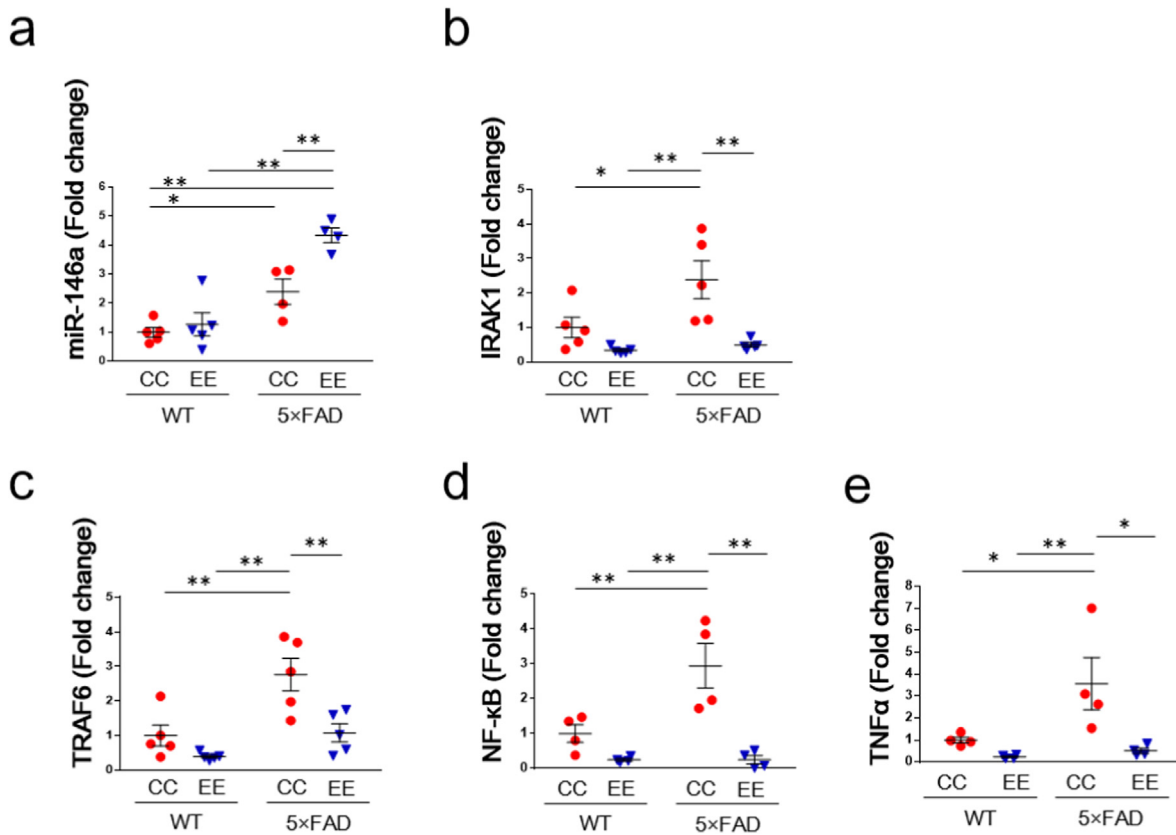 a
miR-146a (Fold change)
**
**
**
*
6
5
4
3
2
1
0
CC EE CC EE
WT 5×FAD
b
IRAK1 (Fold change)
**
**
*
5
4
3
2
1
0
CC EE CC EE
WT 5×FAD
c
TRAF6 (Fold change)
**
**
**
5
4
3
2
1
0
CC EE CC EE
WT 5×FAD
d
NF-κB (Fold change)
**
**
**
5
4
3
2
1
0
CC EE CC EE
WT 5×FAD
e
TNFα (Fold change)
*
**
*
8
7
6
5
4
3
2
1
0
CC EE CC EE
WT 5×FAD